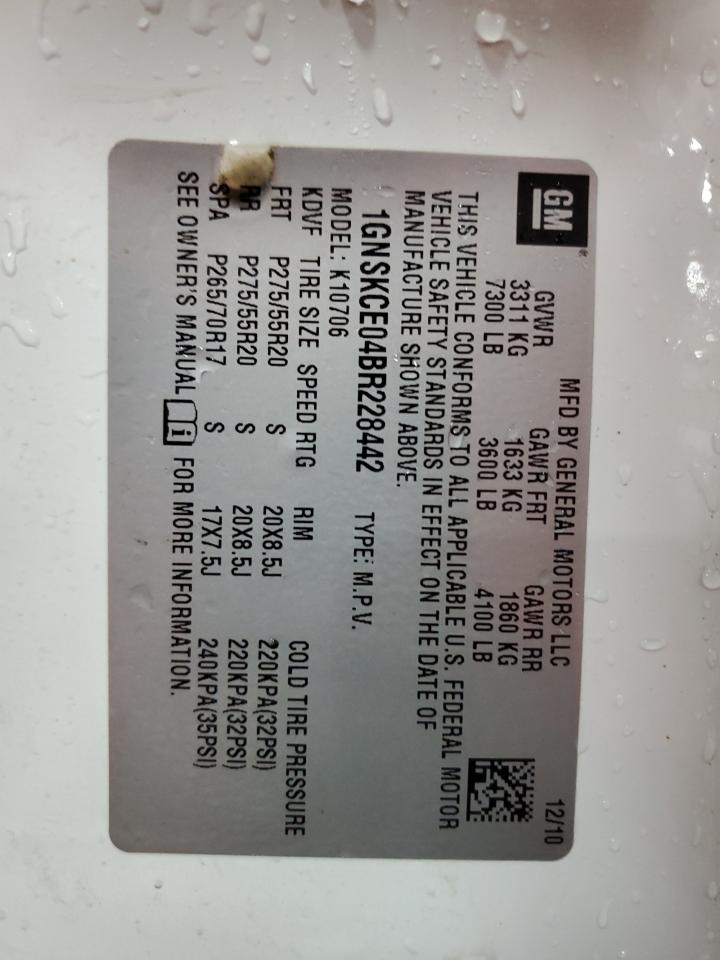 GM
MFD BY GENERAL MOTORS LLC 12/10
GVWR GAWR FRT GAWR RR
3311 KG 1633 KG 1860 KG
7300 LB 3600 LB 4100 LB
THIS VEHICLE CONFORMS TO ALL APPLICABLE U.S. FEDERAL MOTOR
VEHICLE SAFETY STANDARDS IN EFFECT ON THE DATE OF
MANUFACTURE SHOWN ABOVE.
1GNSKCE04BR228442 TYPE: M.P.V.
MODEL: K10706
KDVF TIRE SIZE SPEED RTG RIM COLD TIRE PRESSURE
FRT P275/55R20 S 20X8.5J 220KPA(32PSI)
RR P275/55R20 S 20X8.5J 220KPA(32PSI)
SPA P265/70R17 S 17X7.5J 240KPA(35PSI)
SEE OWNER'S MANUAL i FOR MORE INFORMATION.